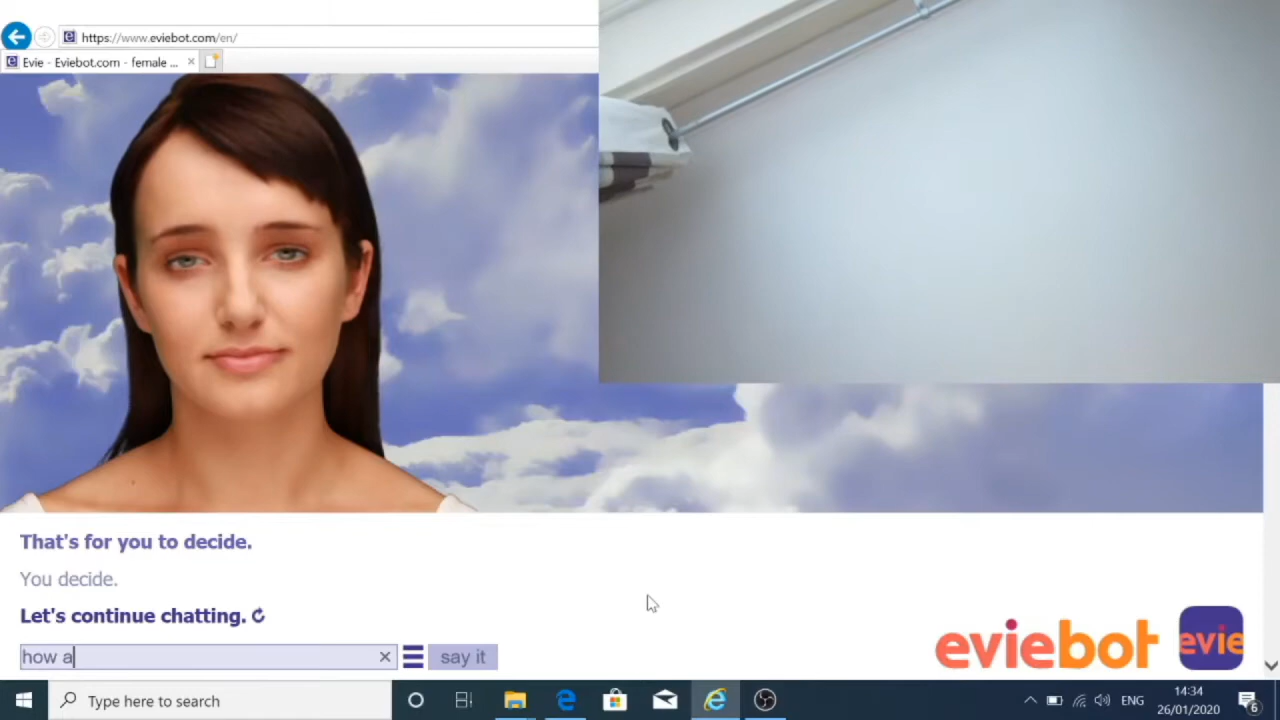 https://www.eviebot.com/en/
Evie - Eviebot.com - female ...
That's for you to decide.
You decide.
Let's continue chatting.
how a
say it
eviebot
evie
Type here to search
ENG
14:34
26/01/2020
6